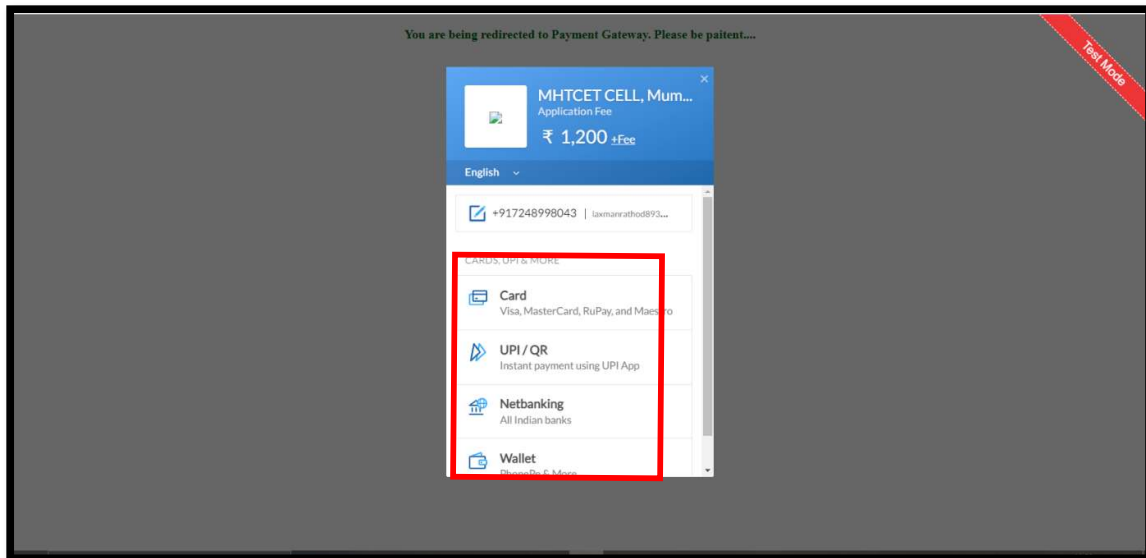 You are being redirected to Payment Gateway. Please be paitent....
Test Mode
×
MHTCET CELL, Mum...
Application Fee
₹ 1,200 +Fee
English
+917248998043 | laxmanrathod893...
CARDS, UPI & MORE
Card
Visa, MasterCard, RuPay, and Maestro
UPI / QR
Instant payment using UPI App
Netbanking
All Indian banks
Wallet
PhonePe & More